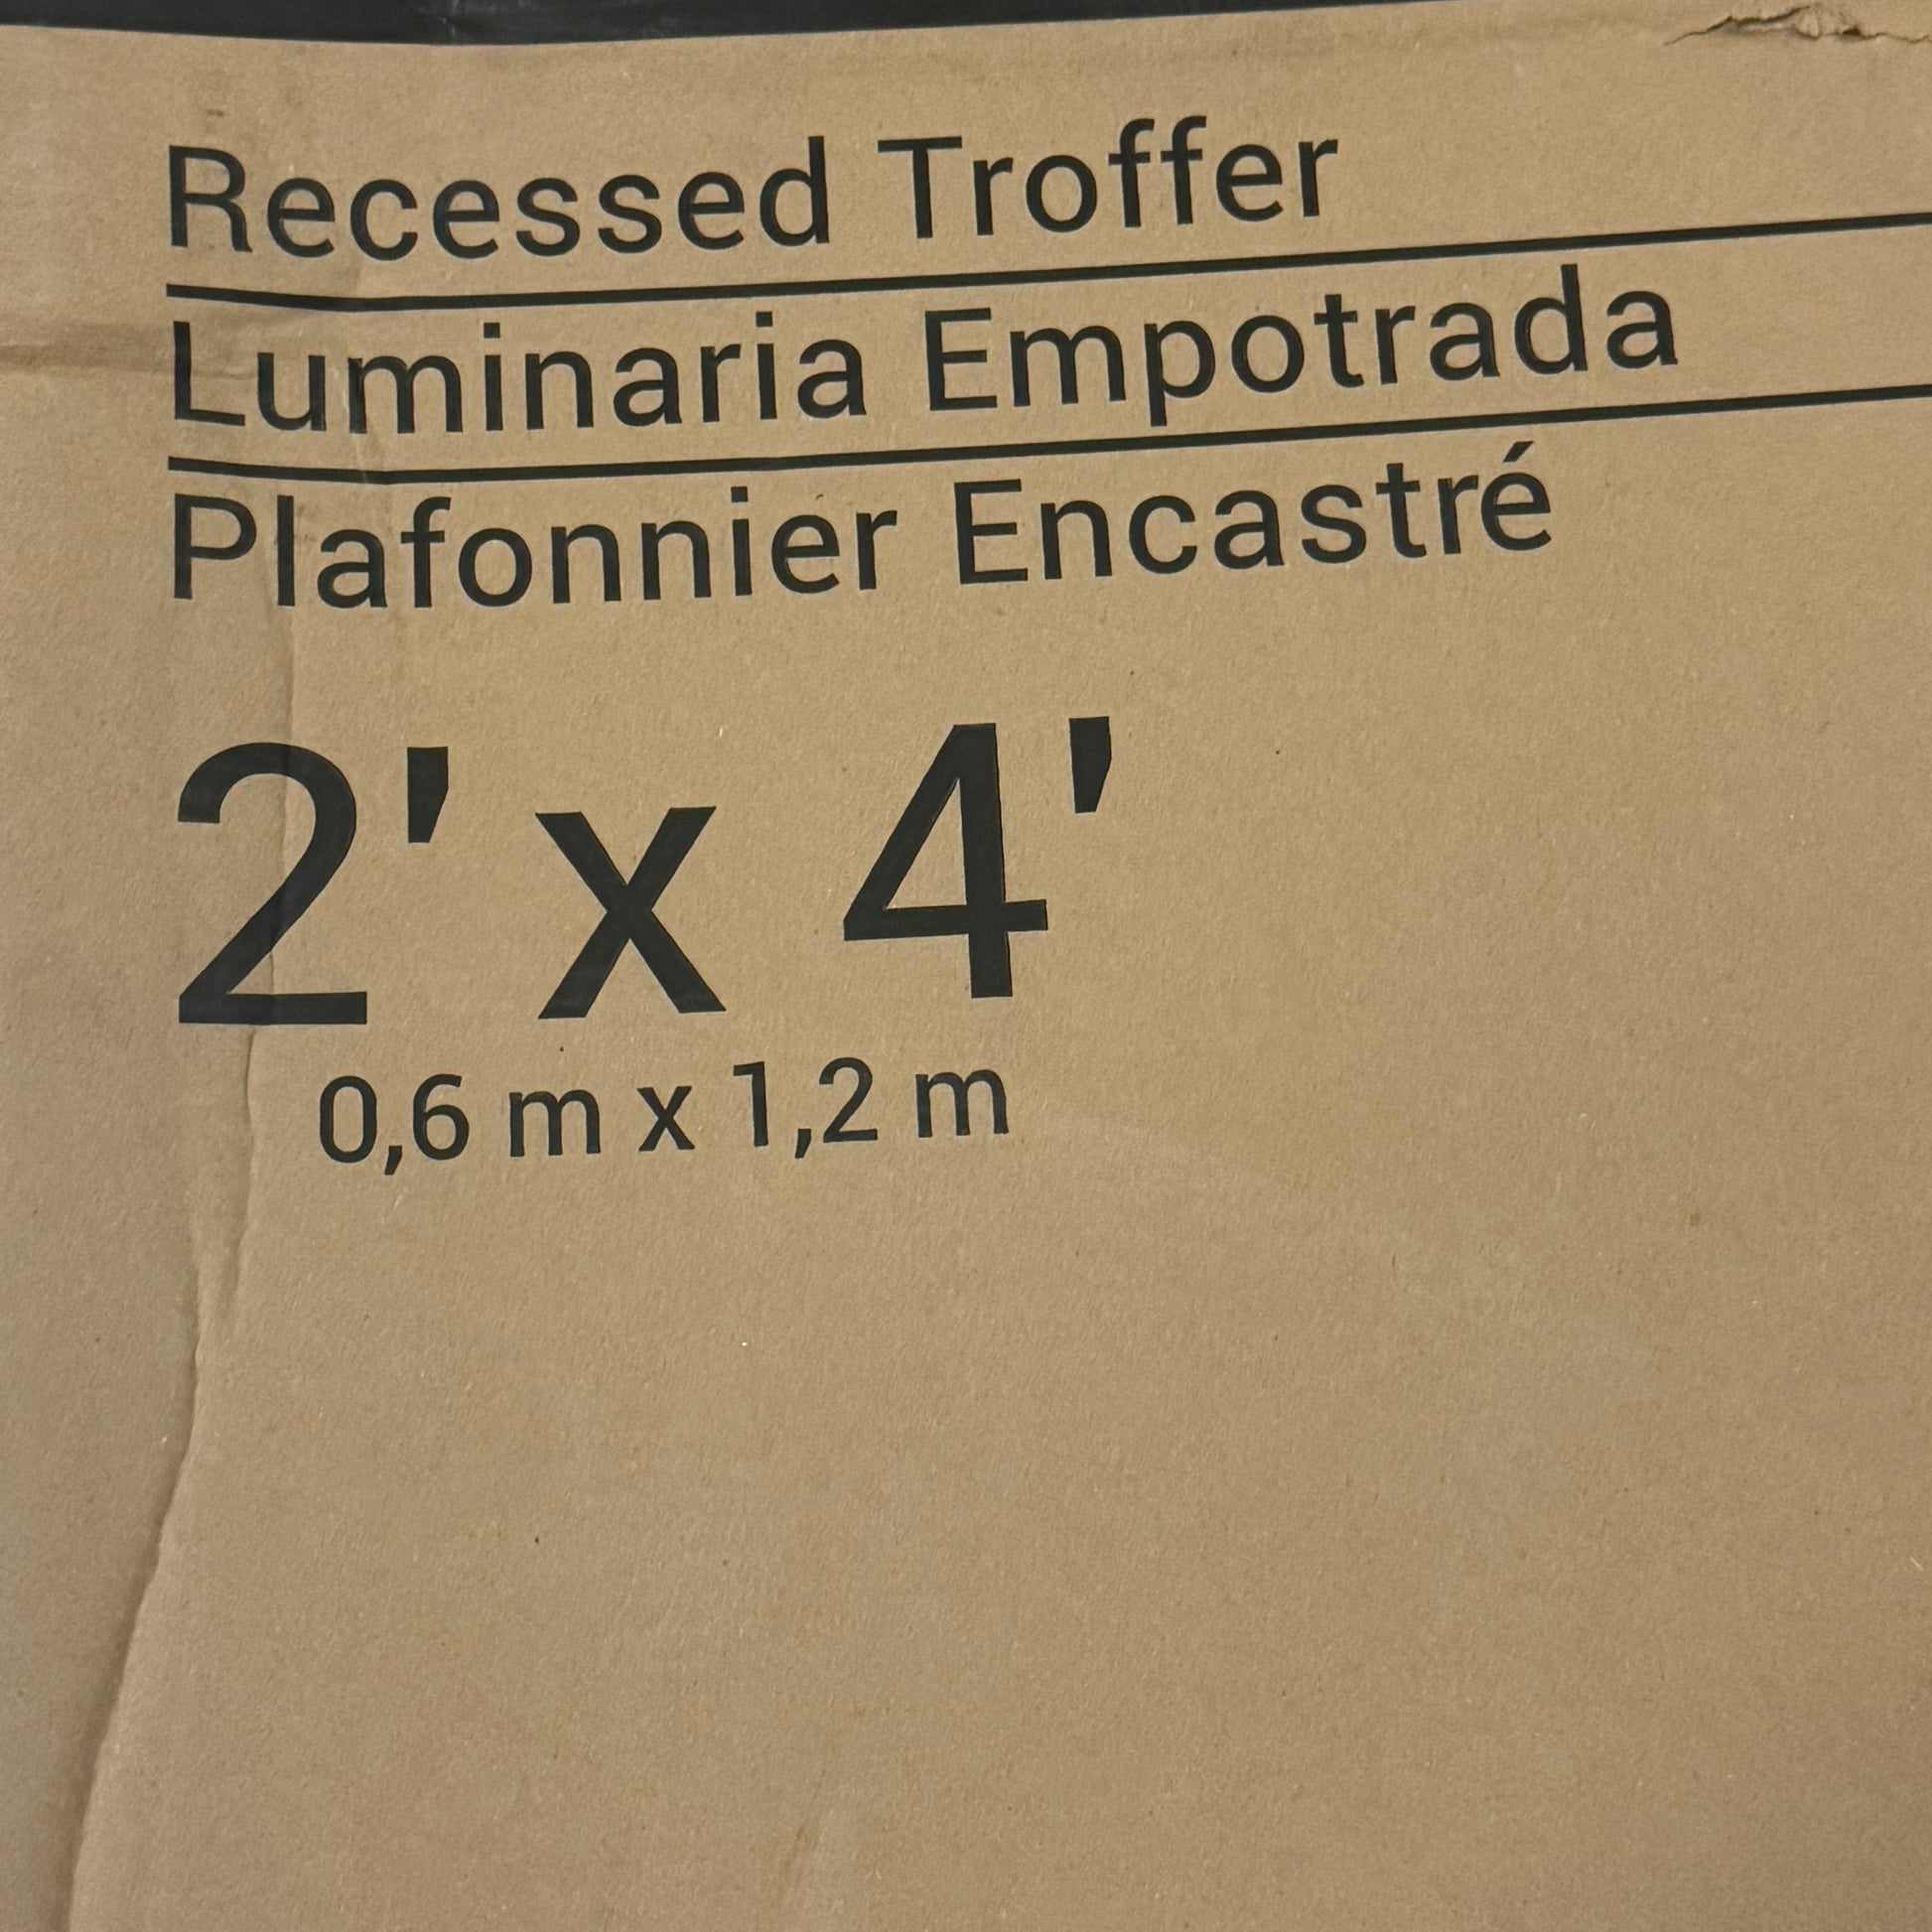 Recessed Troffer
Luminaria Empotrada
Plafonnier Encastré
2' x 4'
0,6 m x 1,2 m